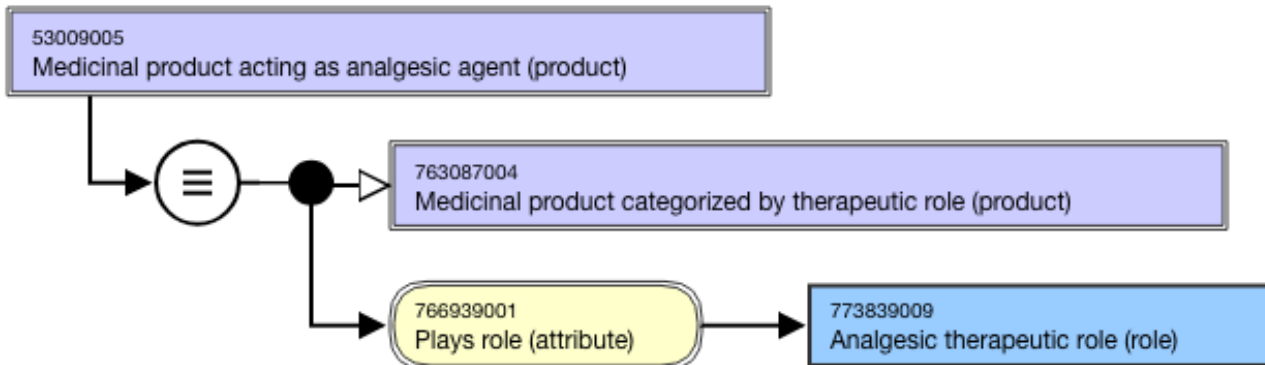 53009005
Medicinal product acting as analgesic agent (product)
763087004
Medicinal product categorized by therapeutic role (product)
766939001
Plays role (attribute)
773839009
Analgesic therapeutic role (role)